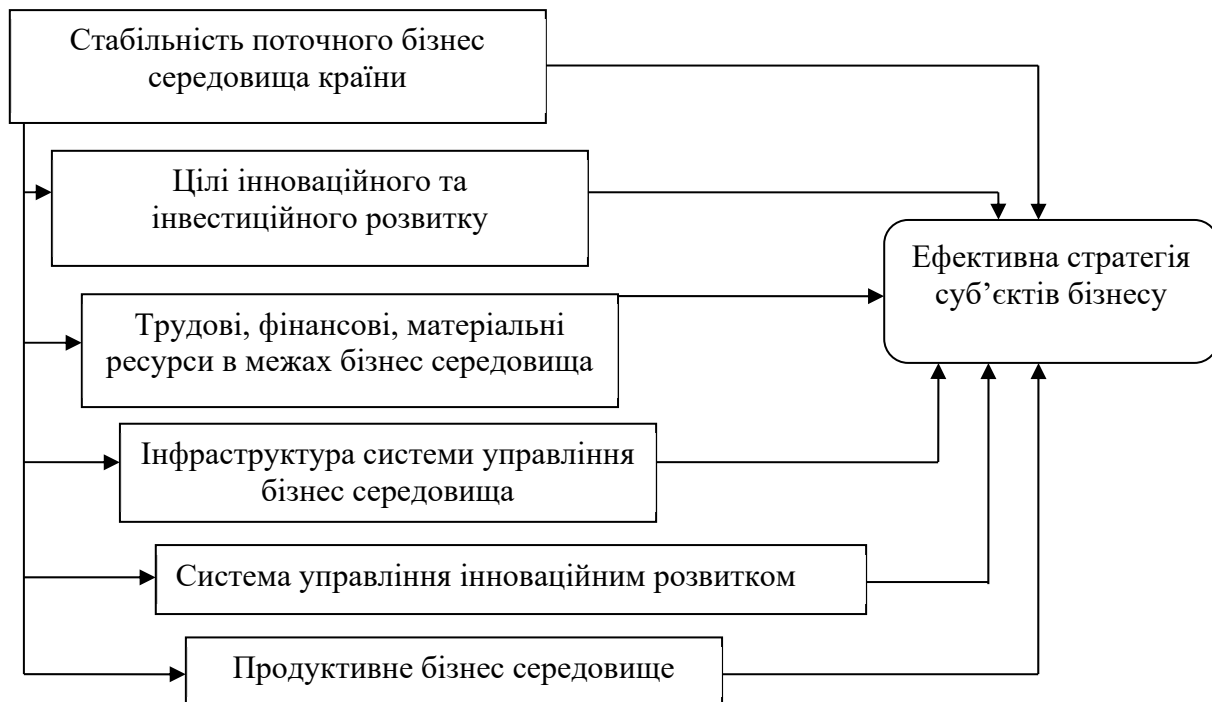 Стабільність поточного бізнес
середовища країни
Цілі інноваційного та
інвестиційного розвитку
Ефективна стратегія
суб’єктів бізнесу
Трудові, фінансові, матеріальні
ресурси в межах бізнес середовища
Інфраструктура системи управління
бізнес середовища
Система управління інноваційним розвитком
Продуктивне бізнес середовище